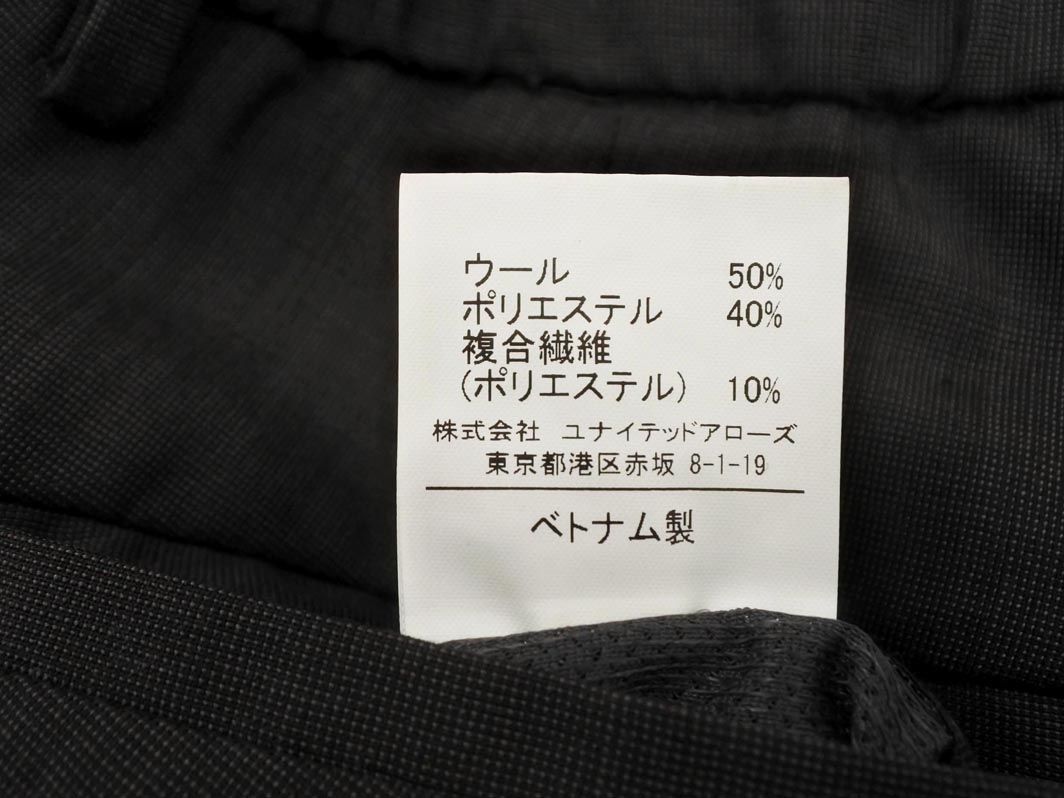 ウール 50%
ポリエステル 40%
複合繊維
(ポリエステル) 10%
株式会社 ユナイテッドアローズ
東京都港区赤坂 8-1-19
ベトナム製